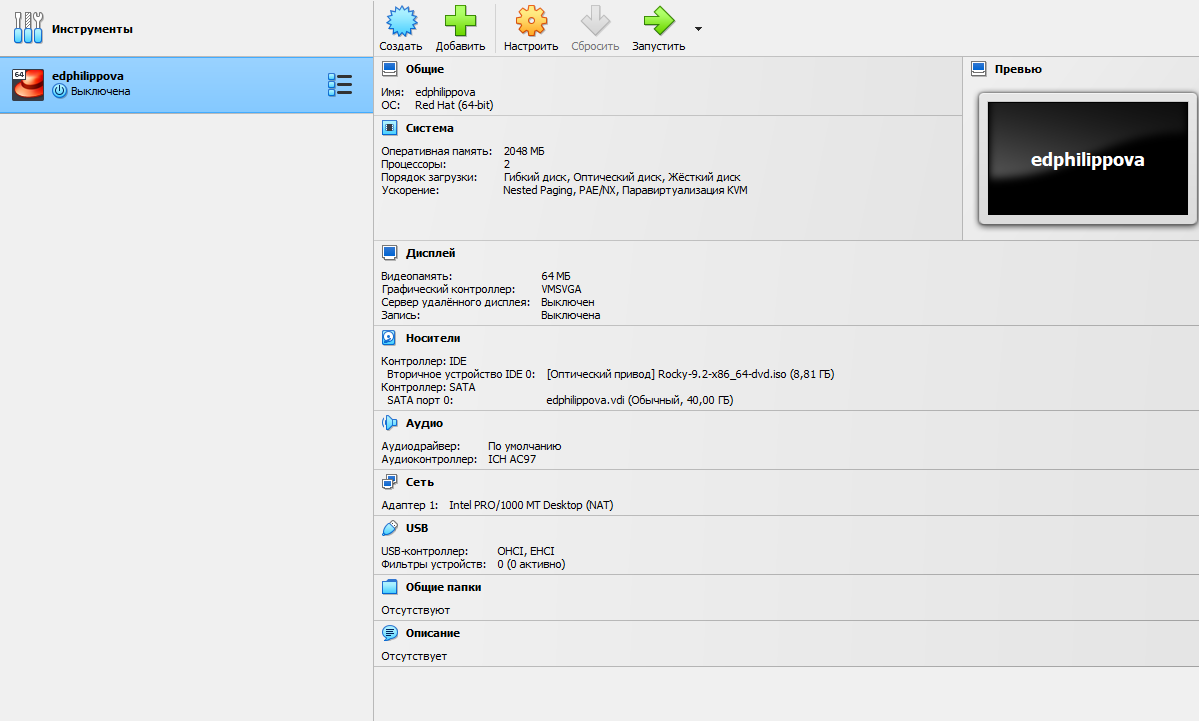 Инструменты
64
edphilippova
Выключена
Создать Добавить Настроить Сбросить Запустить
Общие
Имя: edphilippova
ОС: Red Hat (64-bit)
Система
Оперативная память: 2048 МБ
Процессоры: 2
Порядок загрузки: Гибкий диск, Оптический диск, Жёсткий диск
Ускорение: Nested Paging, PAE/NX, Паравиртуализация KVM
Превью
edphilippova
Дисплей
Видеопамять: 64 МБ
Графический контроллер: VMSVGA
Сервер удалённого дисплея: Выключен
Запись: Выключена
Носители
Контроллер: IDE
Вторичное устройство IDE 0: [Оптический привод] Rocky-9.2-x86_64-dvd.iso (8,81 ГБ)
Контроллер: SATA
SATA порт 0: edphilippova.vdi (Обычный, 40,00 ГБ)
Аудио
Аудиодрайвер: По умолчанию
Аудиоконтроллер: ICH AC97
Сеть
Адаптер 1: Intel PRO/1000 MT Desktop (NAT)
USB
USB-контроллер: OHCI, EHCI
Фильтры устройств: 0 (0 активно)
Общие папки
Отсутствуют
Описание
Отсутствует